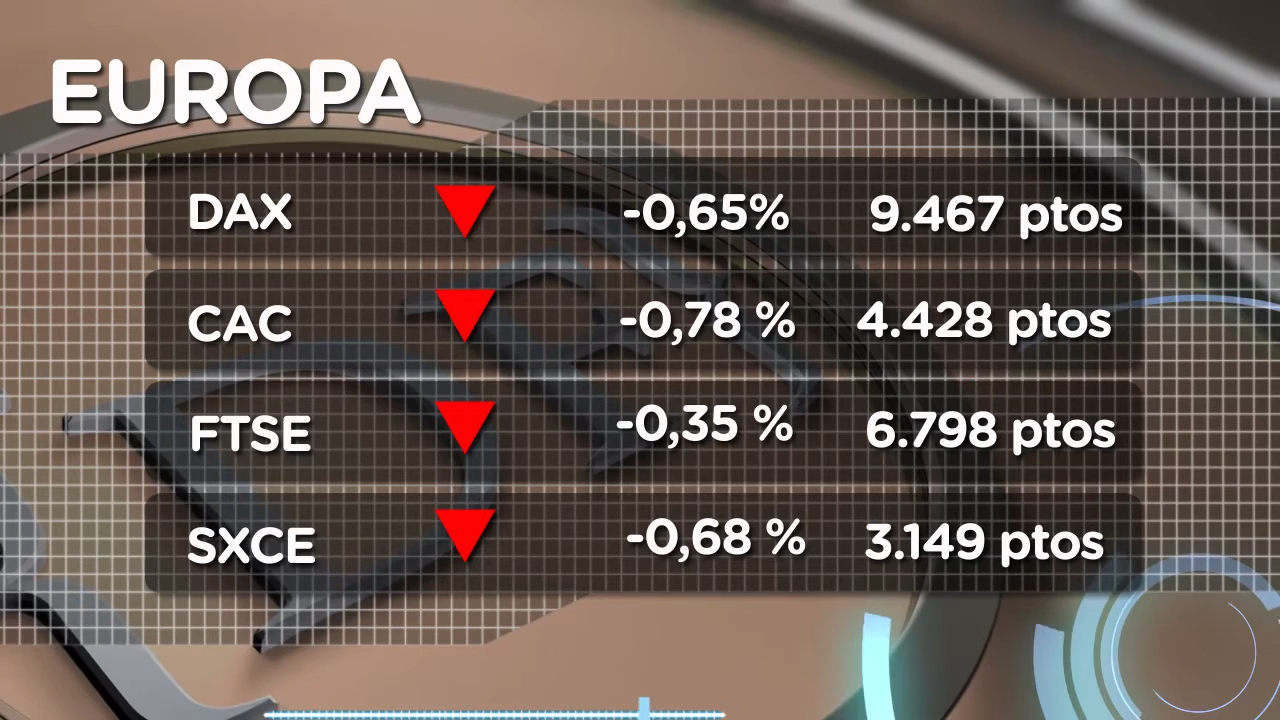 EUROPA
DAX -0,65% 9.467 ptos
CAC -0,78 % 4.428 ptos
FTSE -0,35 % 6.798 ptos
SXCE -0,68 % 3.149 ptos